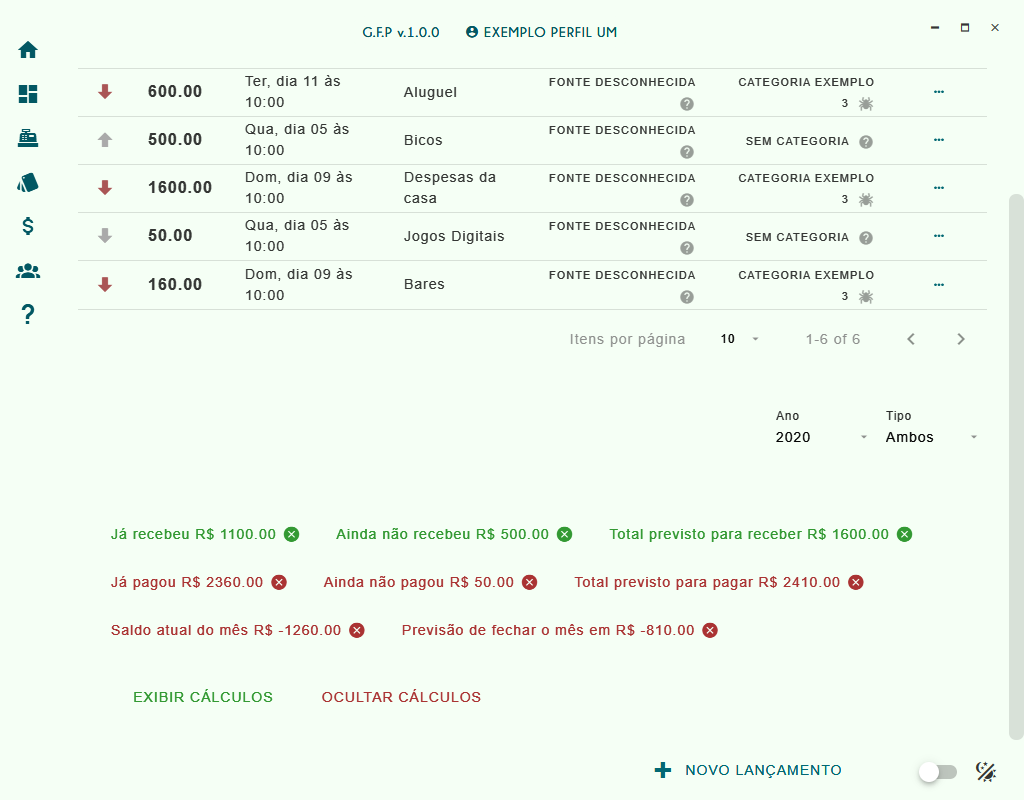 G.F.P v.1.0.0 EXEMPLO PERFIL UM
600.00 Ter, dia 11 às 10:00 Aluguel FONTE DESCONHECIDA CATEGORIA EXEMPLO 3 ...
500.00 Qua, dia 05 às 10:00 Bicos FONTE DESCONHECIDA SEM CATEGORIA ...
1600.00 Dom, dia 09 às 10:00 Despesas da casa FONTE DESCONHECIDA CATEGORIA EXEMPLO 3 ...
50.00 Qua, dia 05 às 10:00 Jogos Digitais FONTE DESCONHECIDA SEM CATEGORIA ...
160.00 Dom, dia 09 às 10:00 Bares FONTE DESCONHECIDA CATEGORIA EXEMPLO 3 ...
Itens por página 10 1-6 of 6
Ano Tipo
2020 Ambos
Já recebeu R$ 1100.00 Ainda não recebeu R$ 500.00 Total previsto para receber R$ 1600.00
Já pagou R$ 2360.00 Ainda não pagou R$ 50.00 Total previsto para pagar R$ 2410.00
Saldo atual do mês R$ -1260.00 Previsão de fechar o mês em R$ -810.00
EXIBIR CÁLCULOS OCULTAR CÁLCULOS
NOVO LANÇAMENTO